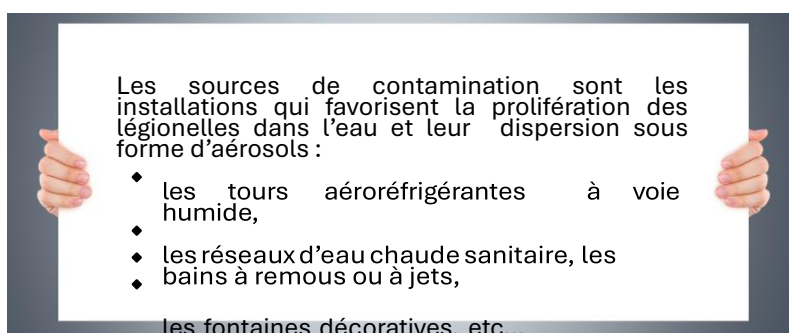 Les sources de contamination sont les
installations qui favorisent la prolifération des
légionelles dans l’eau et leur dispersion sous
forme d’aérosols :
les tours aéroréfrigérantes à voie
humide,
les réseaux d’eau chaude sanitaire, les
bains à remous ou à jets,
les fontaines décoratives, etc...